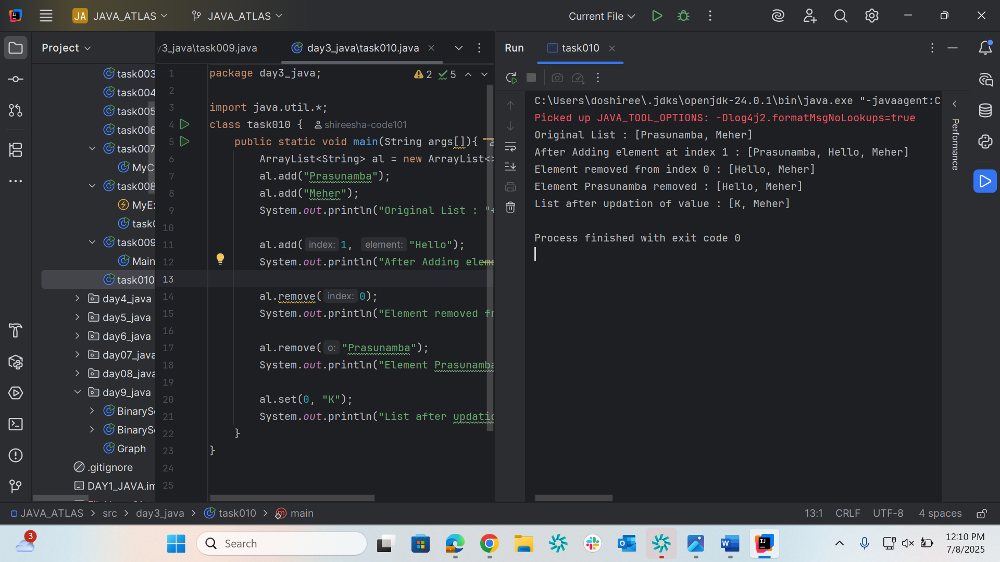 JA JAVA_ATLAS JAVA_ATLAS Current File
Project
y3_java\task009.java day3_java\task010.java
Run task010
task003
task004
task005
task006
task007
MyCl
task008
MyEx
task0
task009
Main
task010
day4_java
day5_java
day6_java
day07_java
day08_java
day9_java
BinarySe
BinarySe
Graph
.gitignore
DAY1_JAVA.im
1 package day3_java; 2 5
2
3 import java.util.*;
4 class task010 { shireesha-code101
5 public static void main(String args[]){
6 ArrayList<String> al = new ArrayList<>
7 al.add("Prasunamba");
8 al.add("Meher");
9 System.out.println("Original List : "+
10
11 al.add( index: 1, element: "Hello");
12 System.out.println("After Adding eleme
13
14 al.remove( index: 0);
15 System.out.println("Element removed fr
16
17 al.remove( o: "Prasunamba");
18 System.out.println("Element Prasunamba
19
20 al.set(0, "K");
21 System.out.println("List after updatio
22 }
23 }
24
25
C:\Users\doshiree\.jdks\openjdk-24.0.1\bin\java.exe "-javaagent:C
Picked up JAVA_TOOL_OPTIONS: -Dlog4j2.formatMsgNoLookups=true
Original List : [Prasunamba, Meher]
After Adding element at index 1 : [Prasunamba, Hello, Meher]
Element removed from index 0 : [Hello, Meher]
Element Prasunamba removed : [Hello, Meher]
List after updation of value : [K, Meher]
Process finished with exit code 0
Performance
JAVA_ATLAS > src > day3_java > task010 > main 13:1 CRLF UTF-8 4 spaces
3 Search 12:10 PM
7/8/2025